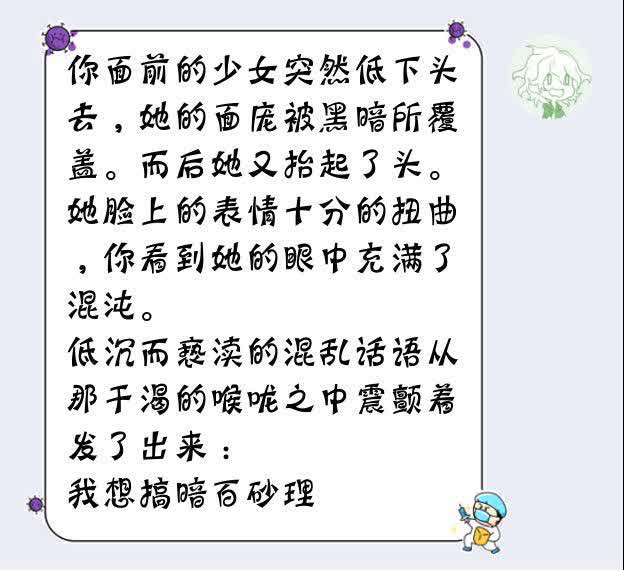 你面前的少女突然低下头
去，她的面庞被黑暗所覆
盖。而后她又抬起了头。
她脸上的表情十分的扭曲
，你看到她的眼中充满了
混沌。
低沉而亵渎的混乱话语从
那干渴的喉咙之中震颤着
发了出来：
我想搞暗百砂理